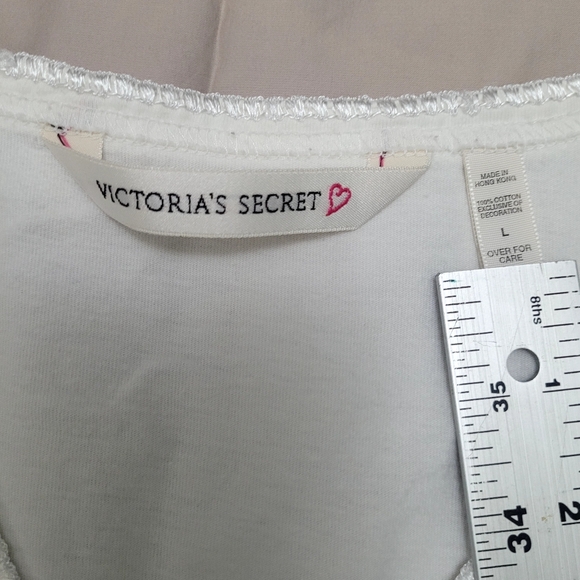 VICTORIA'S SECRET
MADE IN
HONG KONG
100% COTTON
EXCLUSIVE OF
DECORATION
L
OVER FOR
CARE
8ths
1
35
2
34